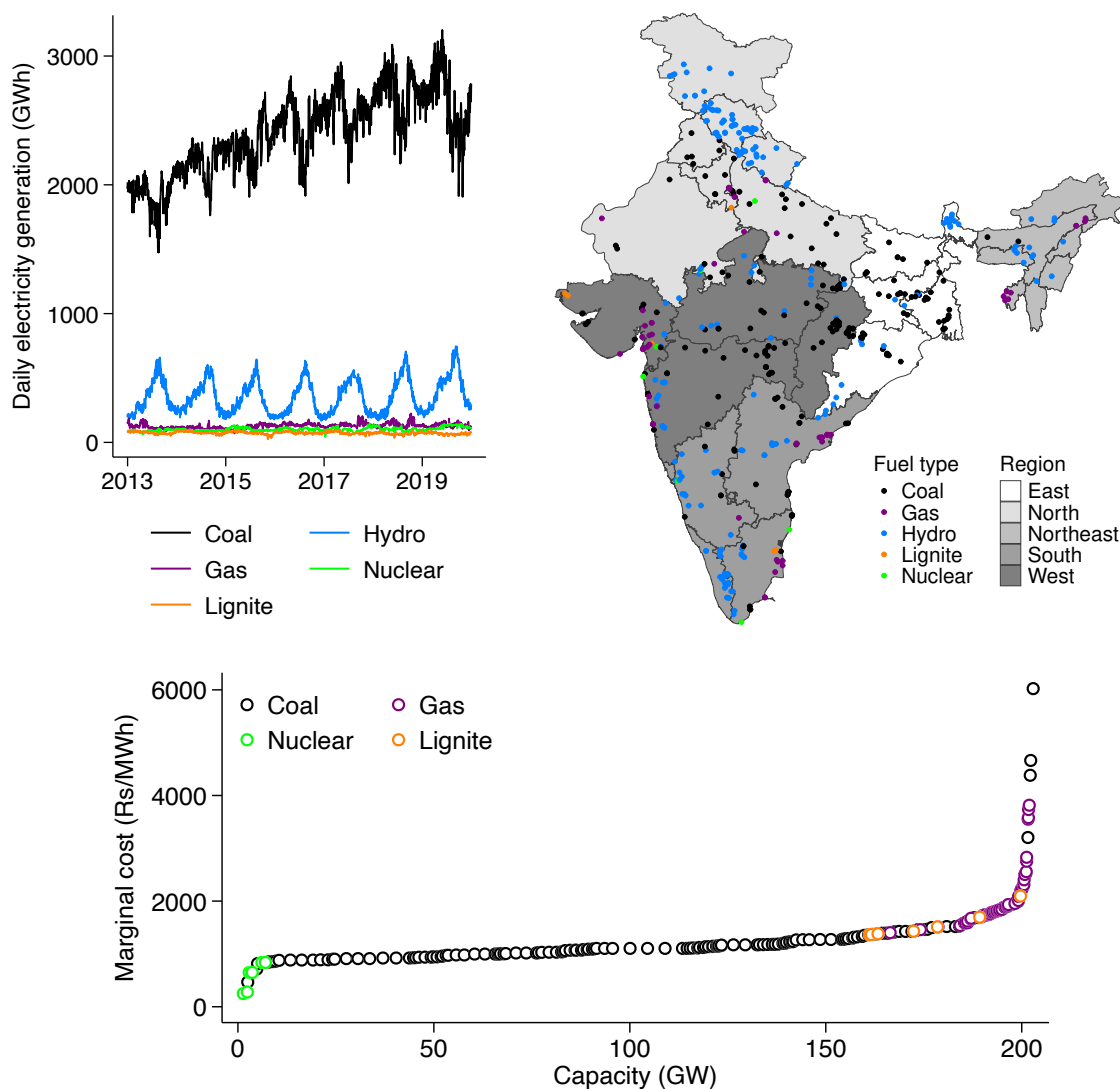 Daily electricity generation (GWh)
3000
2000
1000
0
2013 2015 2017 2019
Coal Hydro
Gas Nuclear
Lignite
Fuel type
Coal
Gas
Hydro
Lignite
Nuclear
Region
East
North
Northeast
South
West
Marginal cost (Rs/MWh)
6000
4000
2000
0
Coal Gas
Nuclear Lignite
0 50 100 150 200
Capacity (GW)